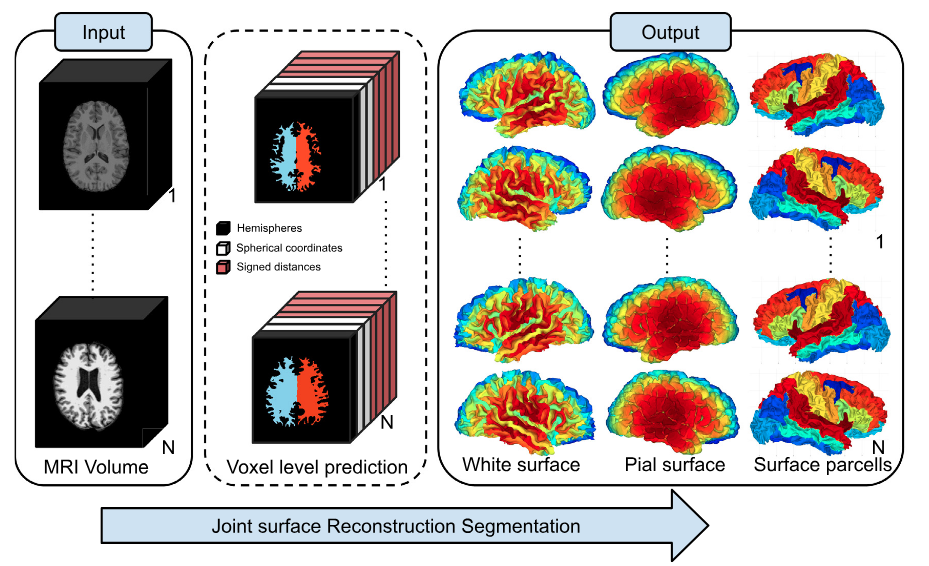 Input
Output
1
1
Hemispheres
Spherical coordinates
Signed distances
1
N
N
N
MRI Volume
Voxel level prediction
White surface
Pial surface
Surface parcells
Joint surface Reconstruction Segmentation